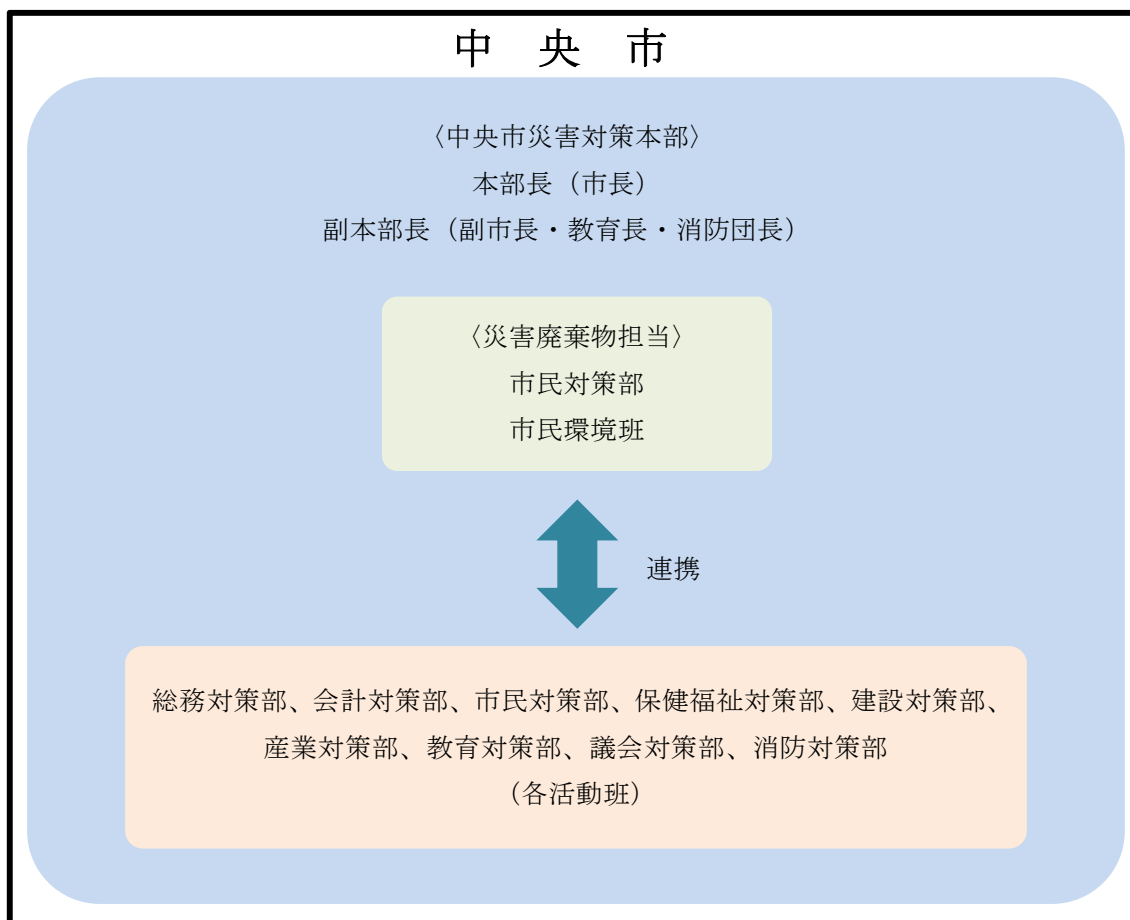 中央市
〈中央市災害対策本部〉
本部長（市長）
副本部長（副市長・教育長・消防団長）
〈災害廃棄物担当〉
市民対策部
市民環境班
連携
総務対策部、会計対策部、市民対策部、保健福祉対策部、建設対策部、
産業対策部、教育対策部、議会対策部、消防対策部
（各活動班）